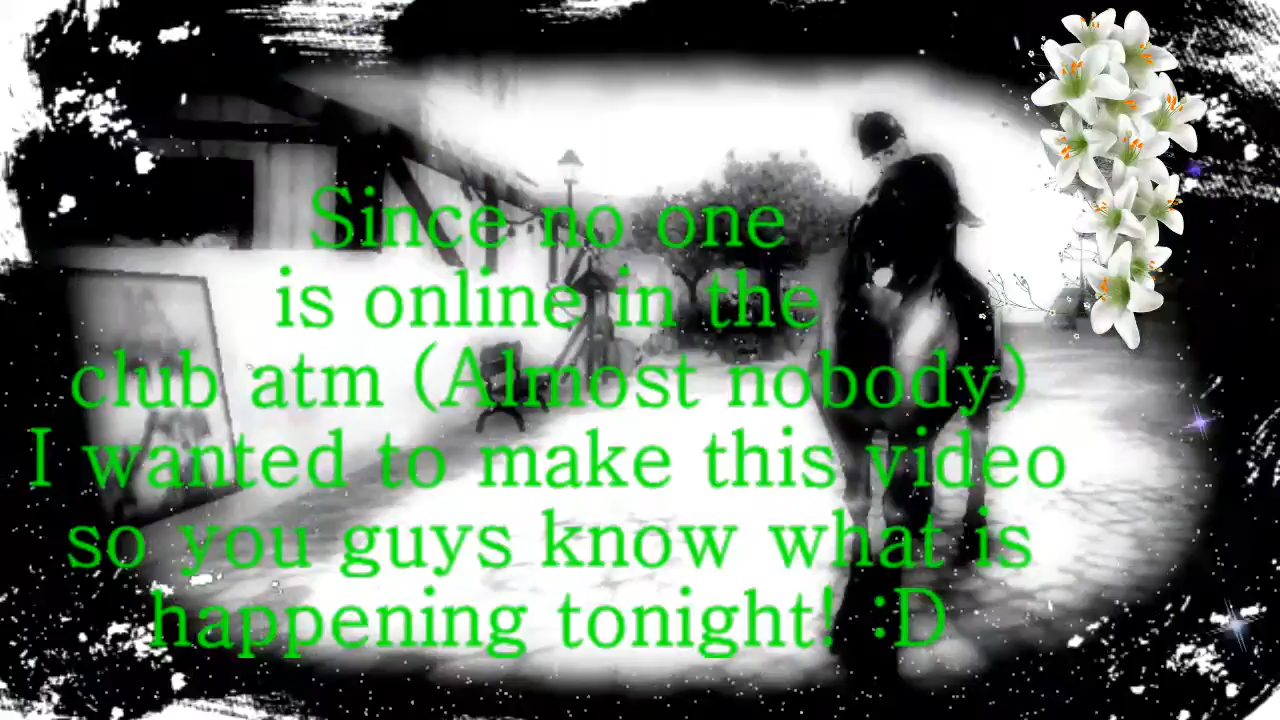 Since no one
is online in the
club atm (Almost nobody)
I wanted to make this video
so you guys know what is
happening tonight! :D